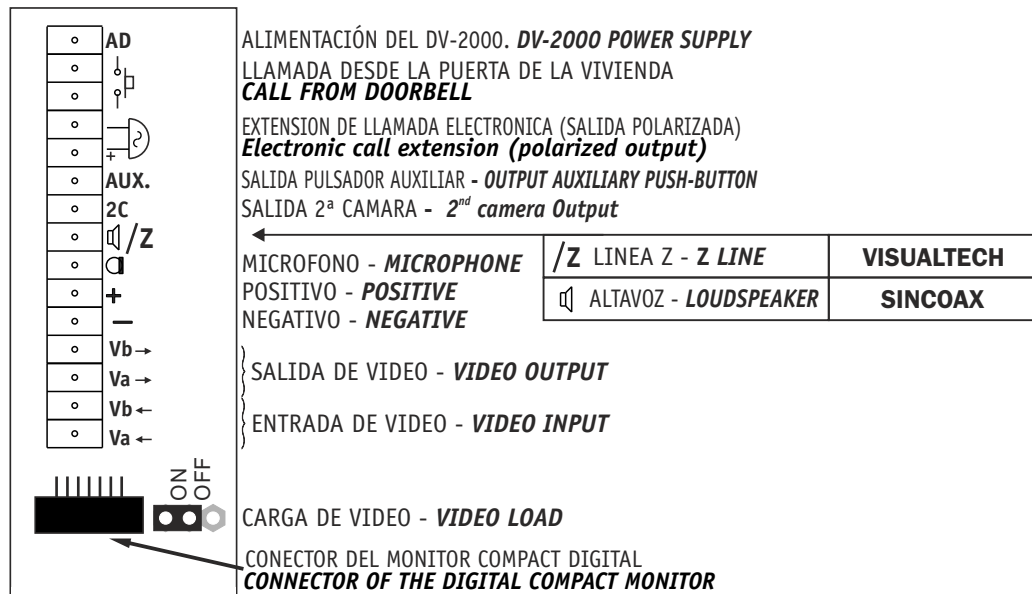 AD ALIMENTACIÓN DEL DV-2000. DV-2000 POWER SUPPLY
LLAMADA DESDE LA PUERTA DE LA VIVIENDA
CALL FROM DOORBELL
EXTENSION DE LLAMADA ELECTRONICA (SALIDA POLARIZADA)
+ Electronic call extension (polarized output)
AUX. SALIDA PULSADOR AUXILIAR - OUTPUT AUXILIARY PUSH-BUTTON
2C SALIDA 2ª CAMARA - 2nd camera Output
/Z
/Z LINEA Z - Z LINE VISUALTECH
MICROFONO - MICROPHONE
+ POSITIVO - POSITIVE
ALTAVOZ - LOUDSPEAKER SINCOAX
− NEGATIVO - NEGATIVE
Vb→
Va→
SALIDA DE VIDEO - VIDEO OUTPUT
Vb←
Va←
ENTRADA DE VIDEO - VIDEO INPUT
ON
OFF
CARGA DE VIDEO - VIDEO LOAD
CONECTOR DEL MONITOR COMPACT DIGITAL
CONNECTOR OF THE DIGITAL COMPACT MONITOR